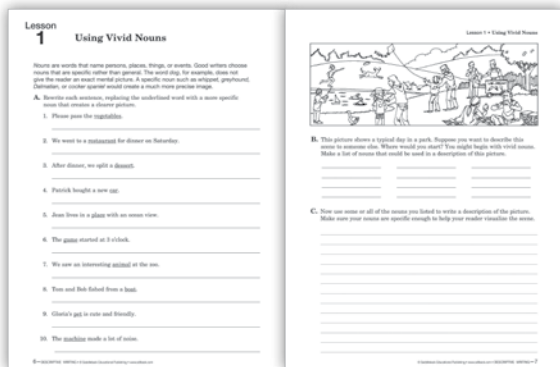 Lesson
1
Using Vivid Nouns
Nouns are words that name persons, places, things, or events. Good writers choose
nouns that are specific rather than general. The word dog, for example, does not
give the reader an exact mental picture. A specific noun such as whipped, greyhound,
Dalmatian, or cocker spaniel would create a much more precise image.
A. Rewrite each sentence, replacing the underlined word with a more specific
noun that creates a clearer picture.
1. Please pass the vegetables.
2. We went to a restaurant for dinner on Saturday.
3. After dinner, we split a dessert.
4. Patrick bought a new car.
5. Jean lives in a place with an ocean view.
6. The game started at 3 o'clock.
7. We saw an interesting animal at the zoo.
8. Tom and Bob fished from a boat.
9. Gloria's pet is cute and friendly.
10. The machine made a lot of noise.
Lesson 1 • Using Vivid Nouns
B. This picture shows a typical day in a park. Suppose you want to describe this
scene to someone else. Where would you start? You might begin with vivid nouns.
Make a list of nouns that could be used in a description of this picture.
C. Now use some or all of the nouns you listed to write a description of the picture.
Make sure your nouns are specific enough to help your reader visualize the scene.